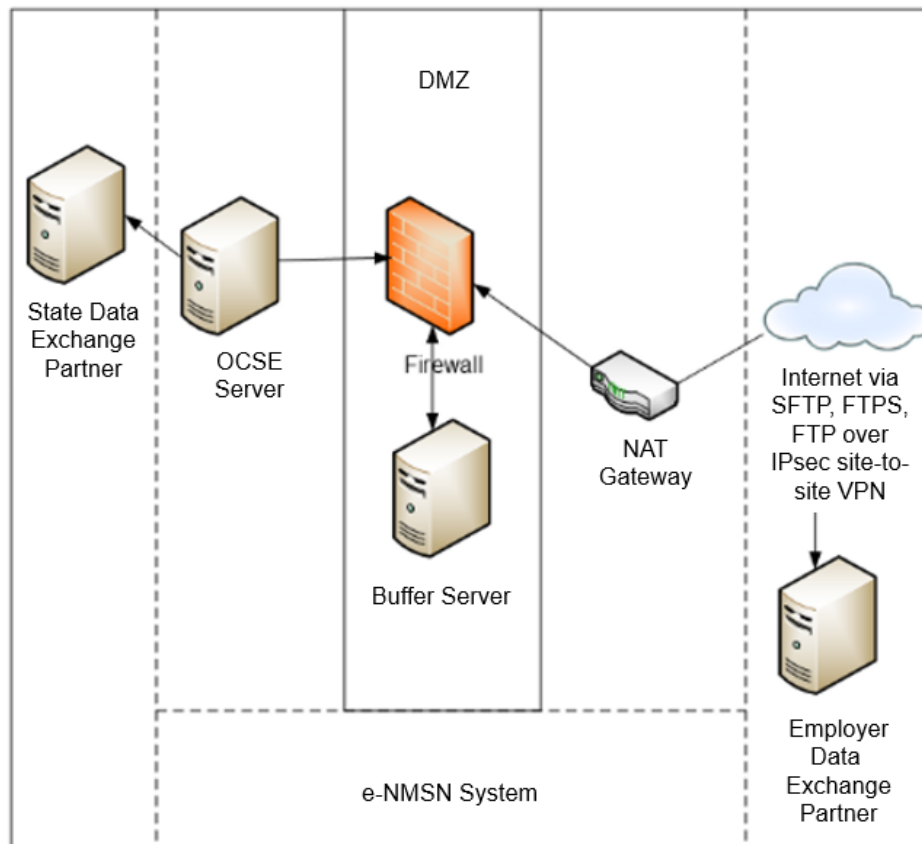 DMZ
State Data
Exchange
Partner
OCSE
Server
Firewall
Buffer Server
NAT
Gateway
Internet via
SFTP, FTPS,
FTP over
IPsec site-to-
site VPN
Employer
Data
Exchange
Partner
e-NMSN System